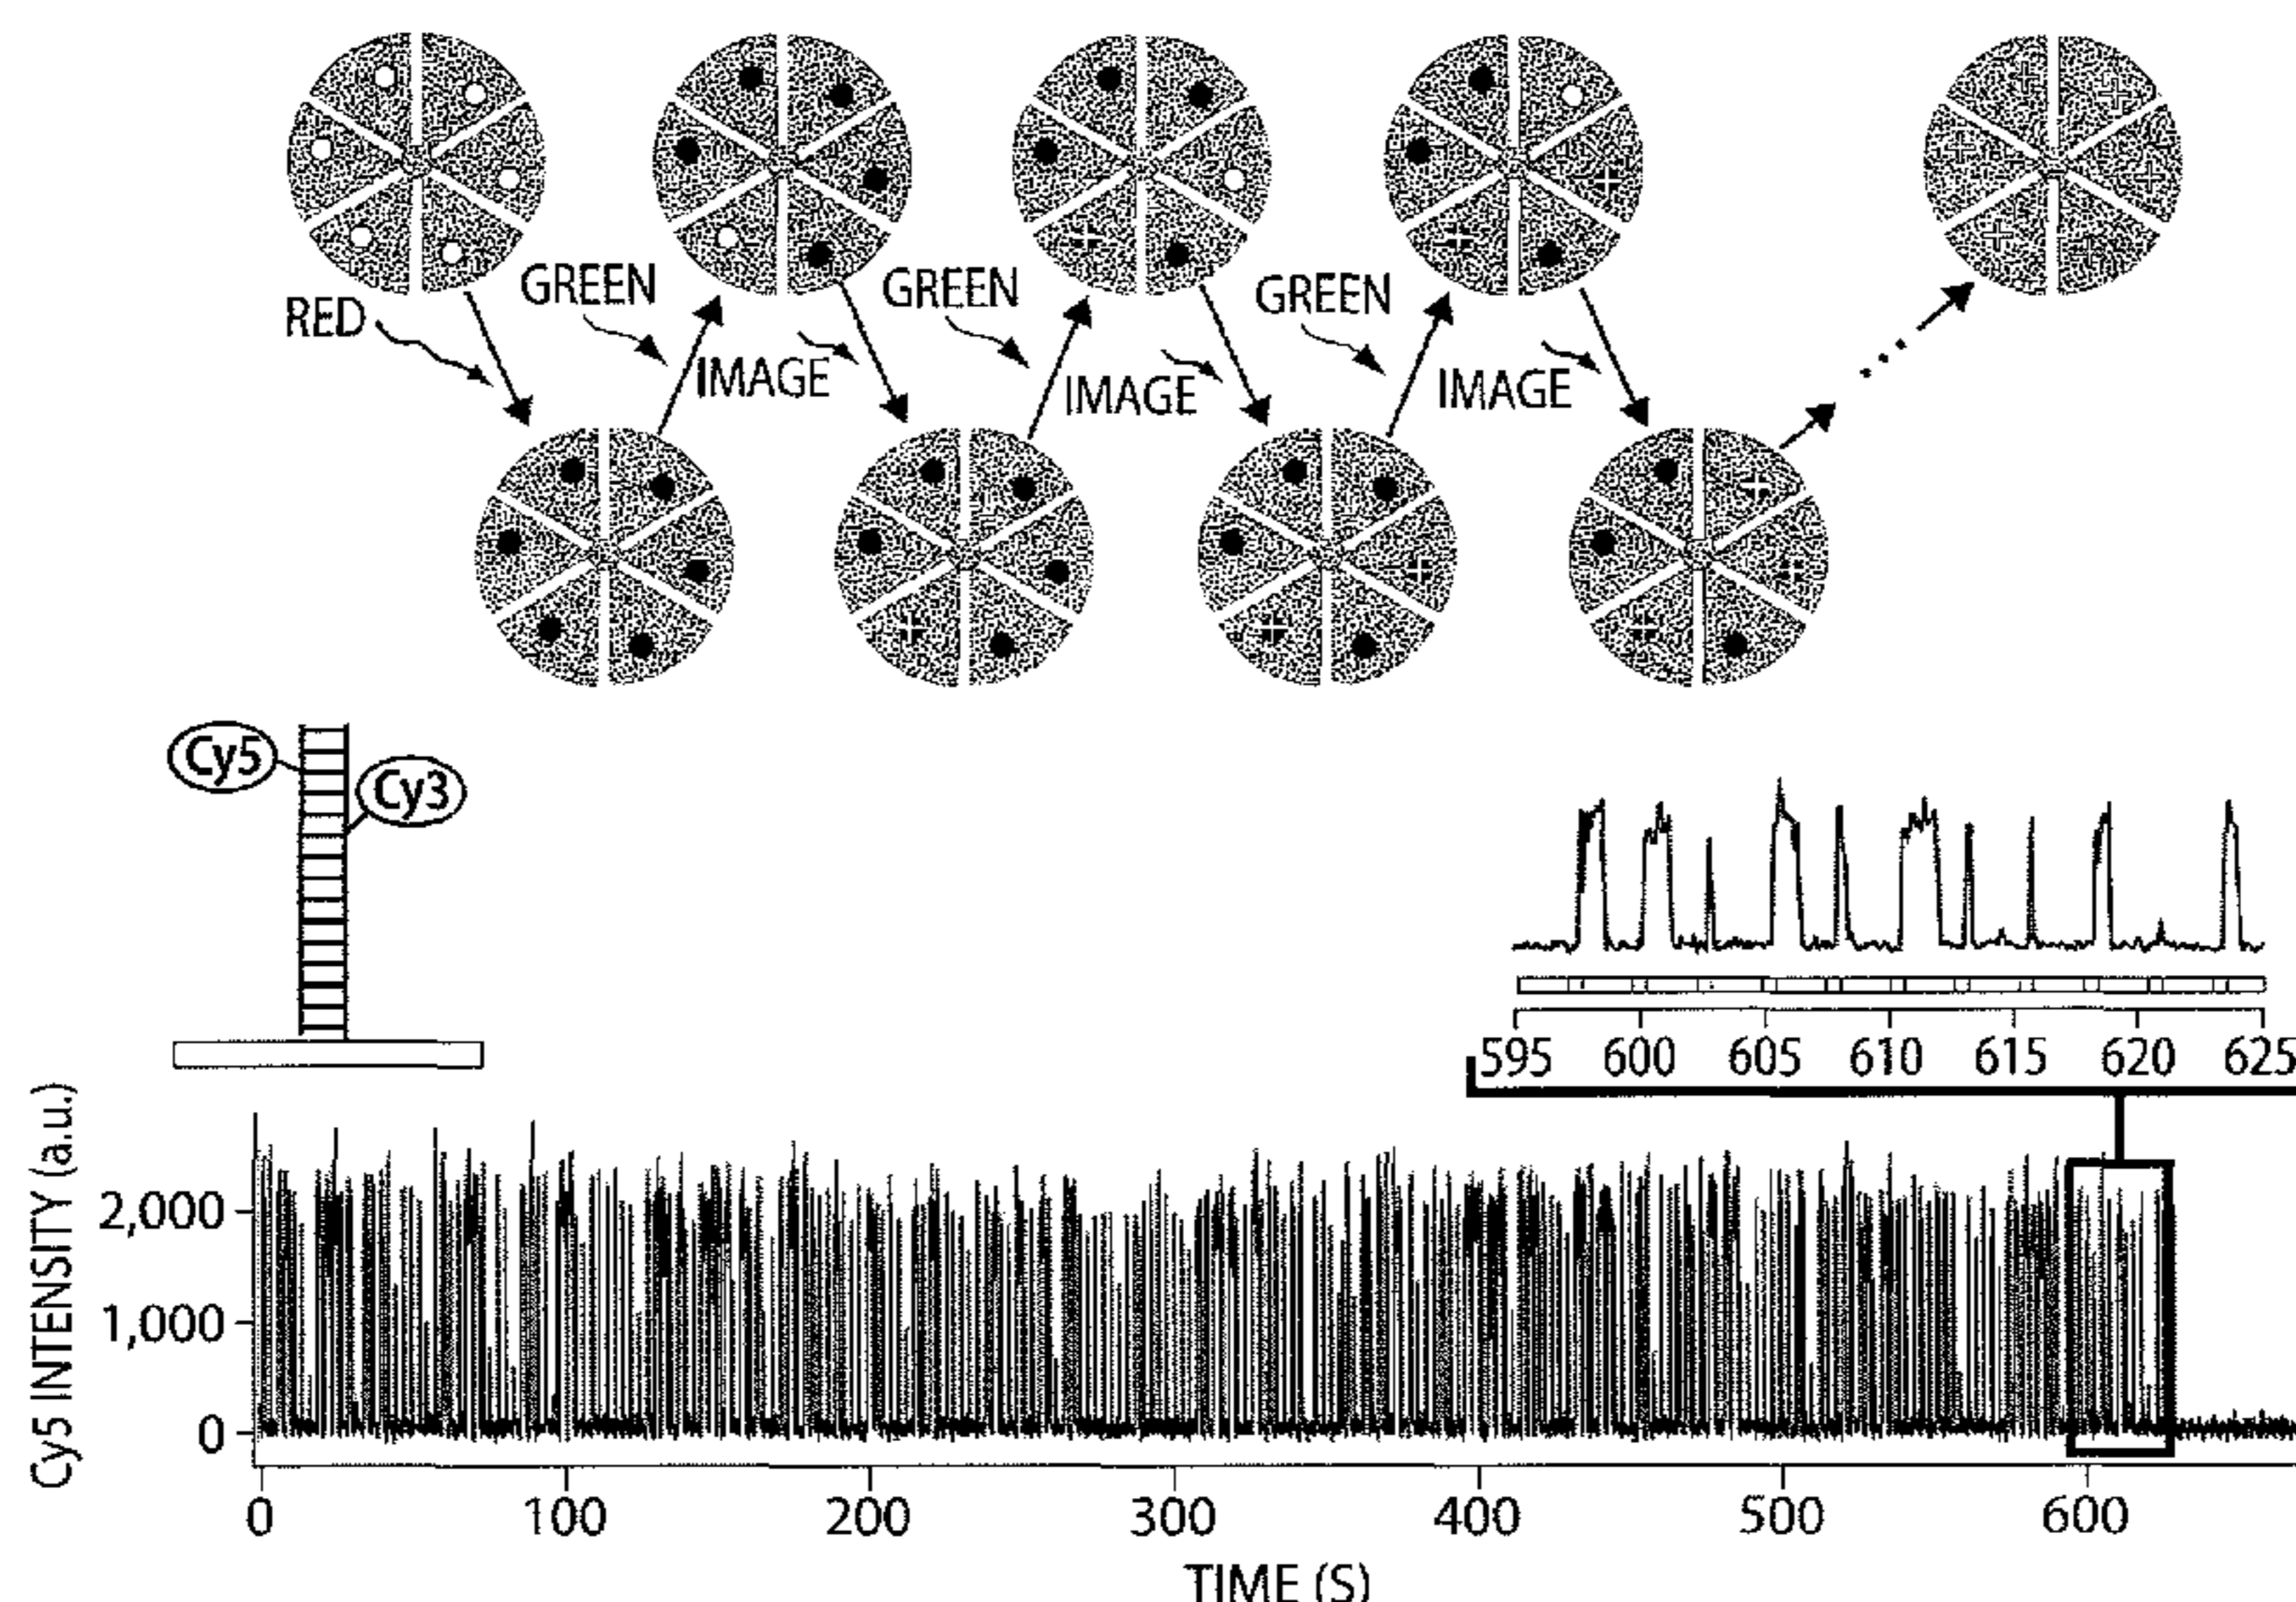 RED
GREEN
IMAGE
GREEN
IMAGE
GREEN
IMAGE
Cy5
Cy3
595 600 605 610 615 620 625
Cy5 INTENSITY (a.u.)
2,000
1,000
0
0 100 200 300 400 500 600
TIME (S)